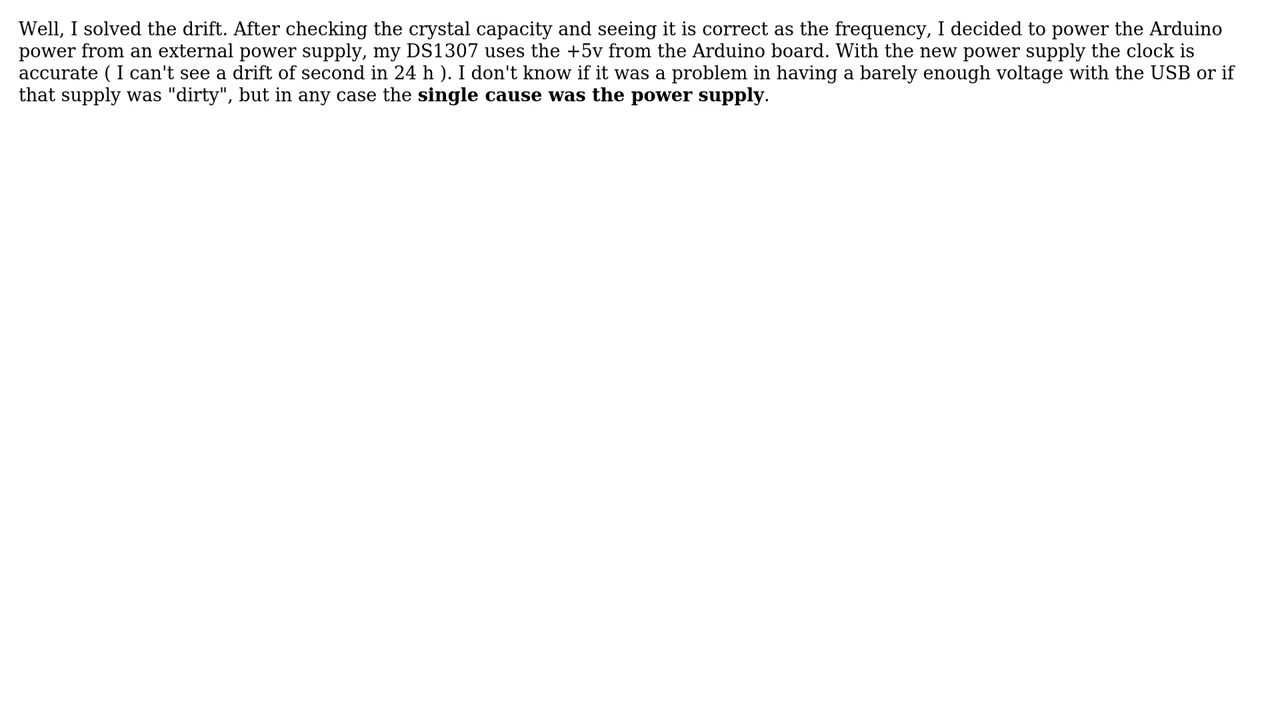 Well, I solved the drift. After checking the crystal capacity and seeing it is correct as the frequency, I decided to power the Arduino
power from an external power supply, my DS1307 uses the +5v from the Arduino board. With the new power supply the clock is
accurate ( I can't see a drift of second in 24 h ). I don't know if it was a problem in having a barely enough voltage with the USB or if
that supply was "dirty", but in any case the single cause was the power supply.